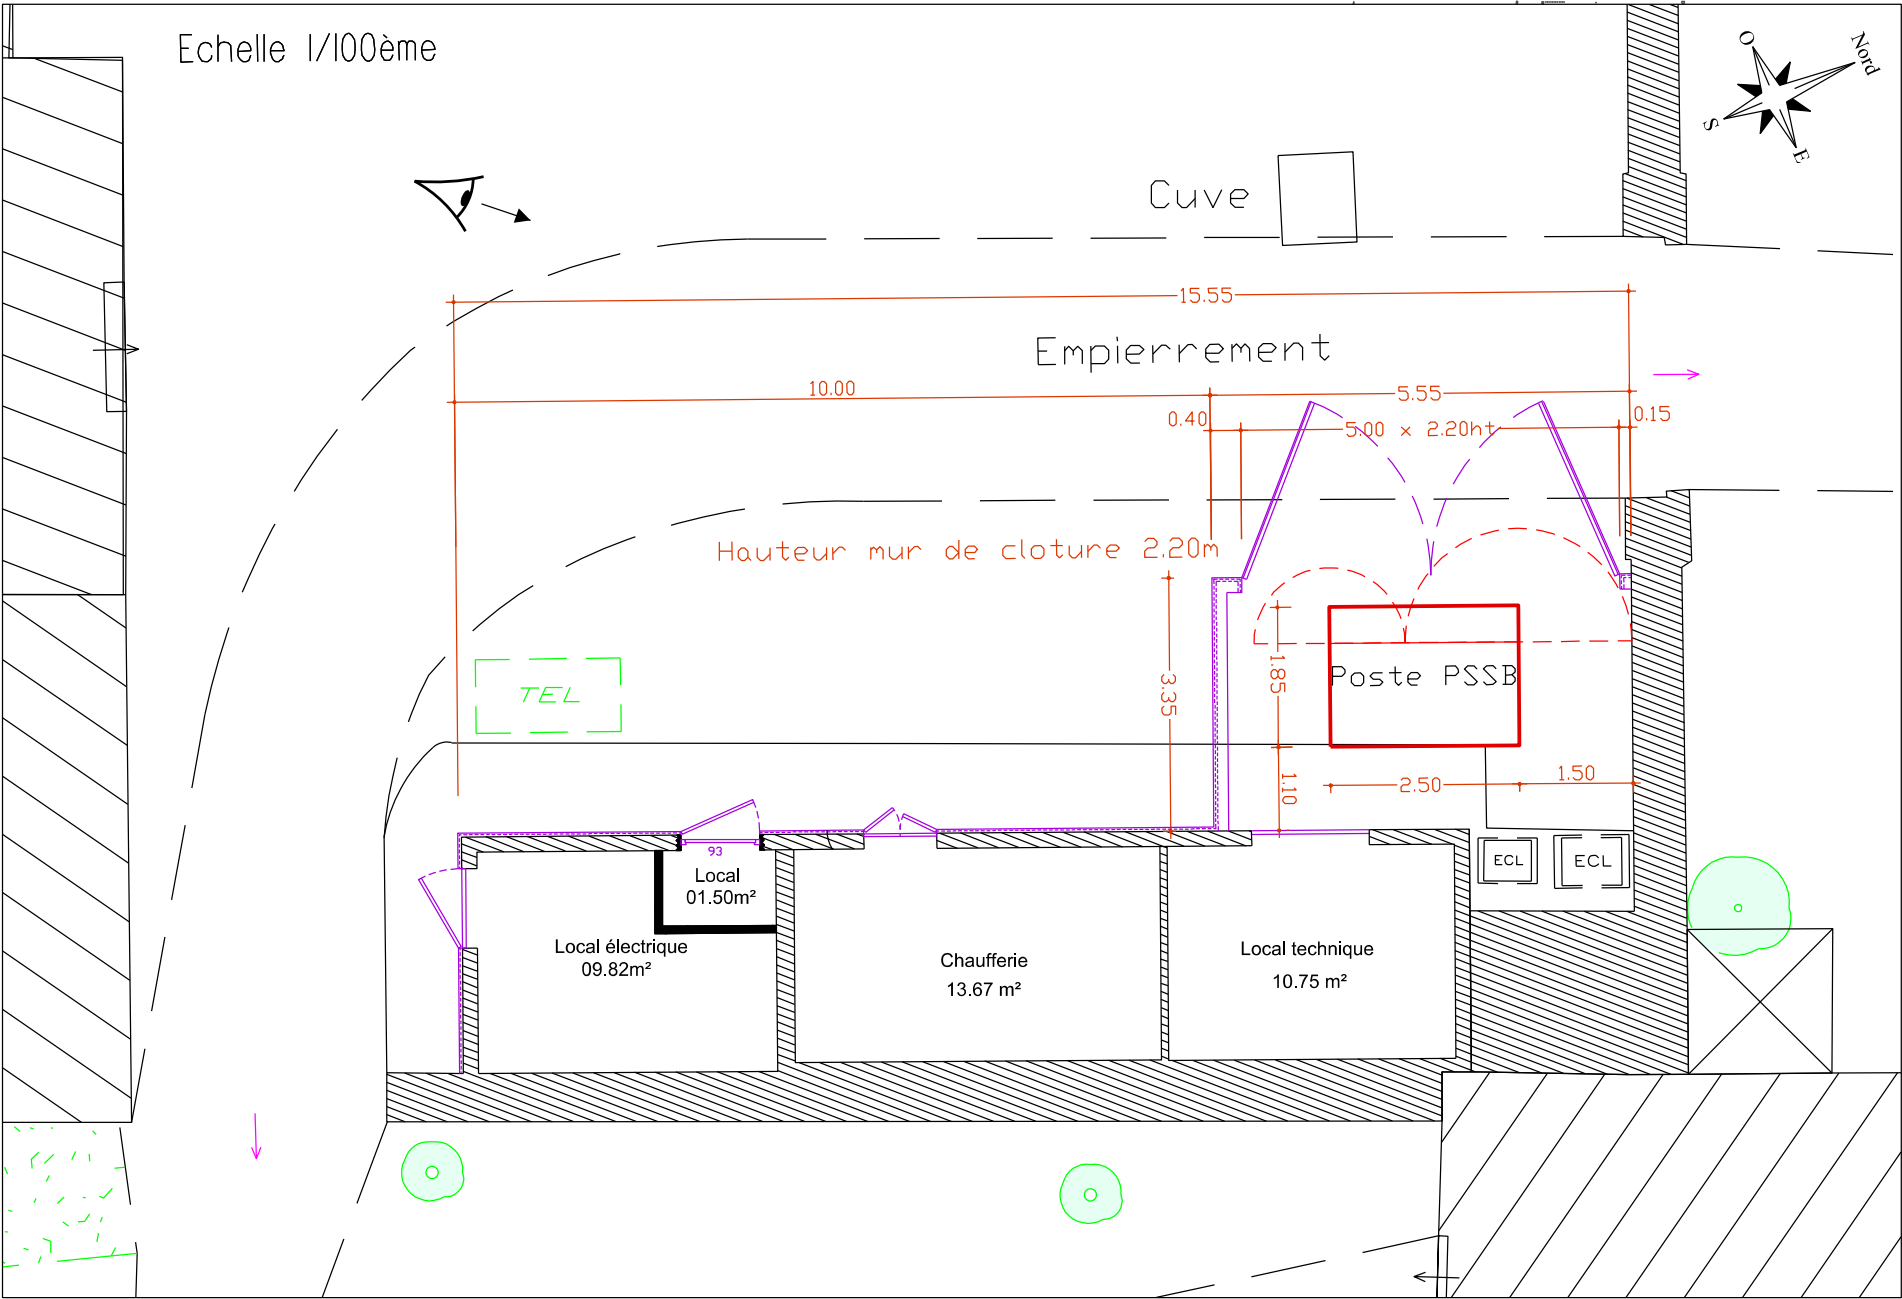 Echelle 1/100ème
O
Nord
S
E
Cuve
15.55
Empierrement
10.00
5.55
0.40
5.00 x 2.20ht
0.15
Hauteur mur de cloture 2.20m
TEL
3.35
1.85
Poste PSSB
1.10
2.50
1.50
93
Local
01.50m²
ECL
ECL
Local électrique
09.82m²
Chaufferie
13.67 m²
Local technique
10.75 m²